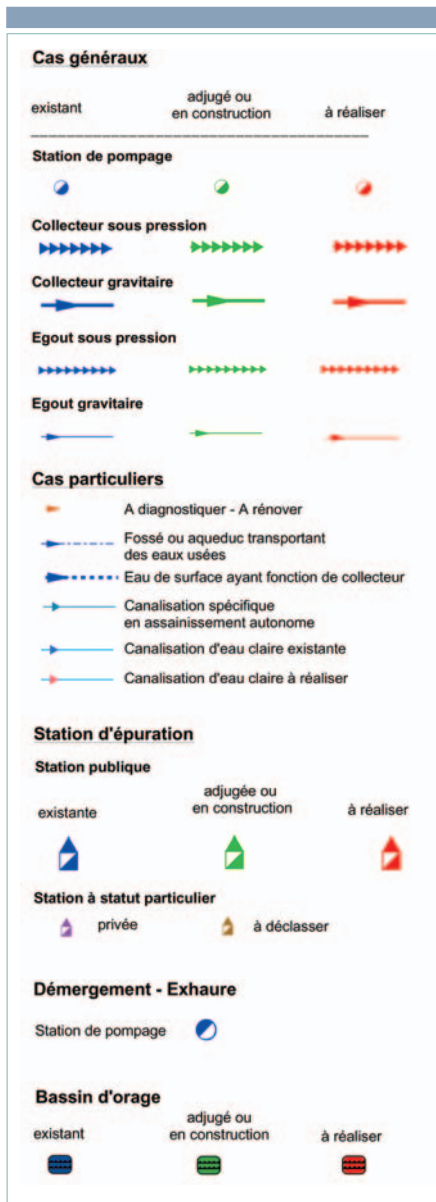 Cas généraux
existant
adjugé ou
en construction
à réaliser
Station de pompage
Collecteur sous pression
Collecteur gravitaire
Egout sous pression
Egout gravitaire
Cas particuliers
A diagnostiquer - A rénover
Fossé ou aqueduc transportant
des eaux usées
Eau de surface ayant fonction de collecteur
Canalisation spécifique
en assainissement autonome
Canalisation d'eau claire existante
Canalisation d'eau claire à réaliser
Station d'épuration
Station publique
existante
adjugée ou
en construction
à réaliser
Station à statut particulier
privée
à déclasser
Démergement - Exhaure
Station de pompage
Bassin d'orage
existant
adjugé ou
en construction
à réaliser